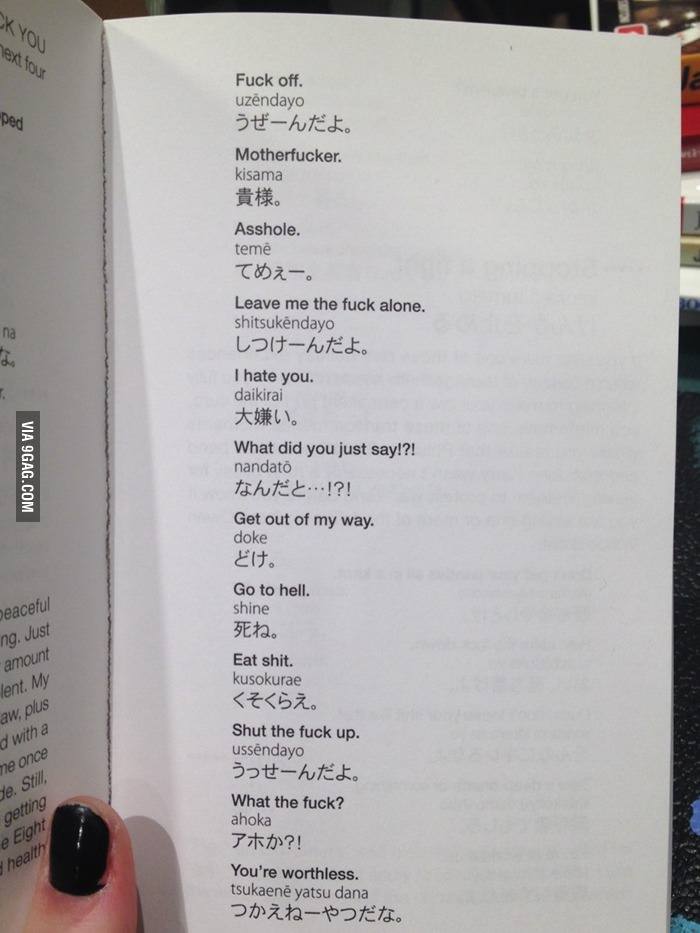 CK YOU
next four
ped
na
な。
r.
peaceful
ng. Just
amount
lent. My
aw, plus
d with a
me once
de. Still,
getting
e Eight
health
Fuck off.
uzēndayo
うぜーんだよ。
Motherfucker.
kisama
貴様。
Asshole.
temē
てめぇー。
Leave me the fuck alone.
shitsukēndayo
しつけーんだよ。
I hate you.
daikirai
大嫌い。
What did you just say!?!
nandatō
なんだと…!?!
Get out of my way.
doke
どけ。
Go to hell.
shine
死ね。
Eat shit.
kusokurae
くそくらえ。
Shut the fuck up.
ussēndayo
うっせーんだよ。
What the fuck?
ahoka
アホか?!
You're worthless.
tsukaenē yatsu dana
つかえねーやつだな。
VIA 9GAG.COM